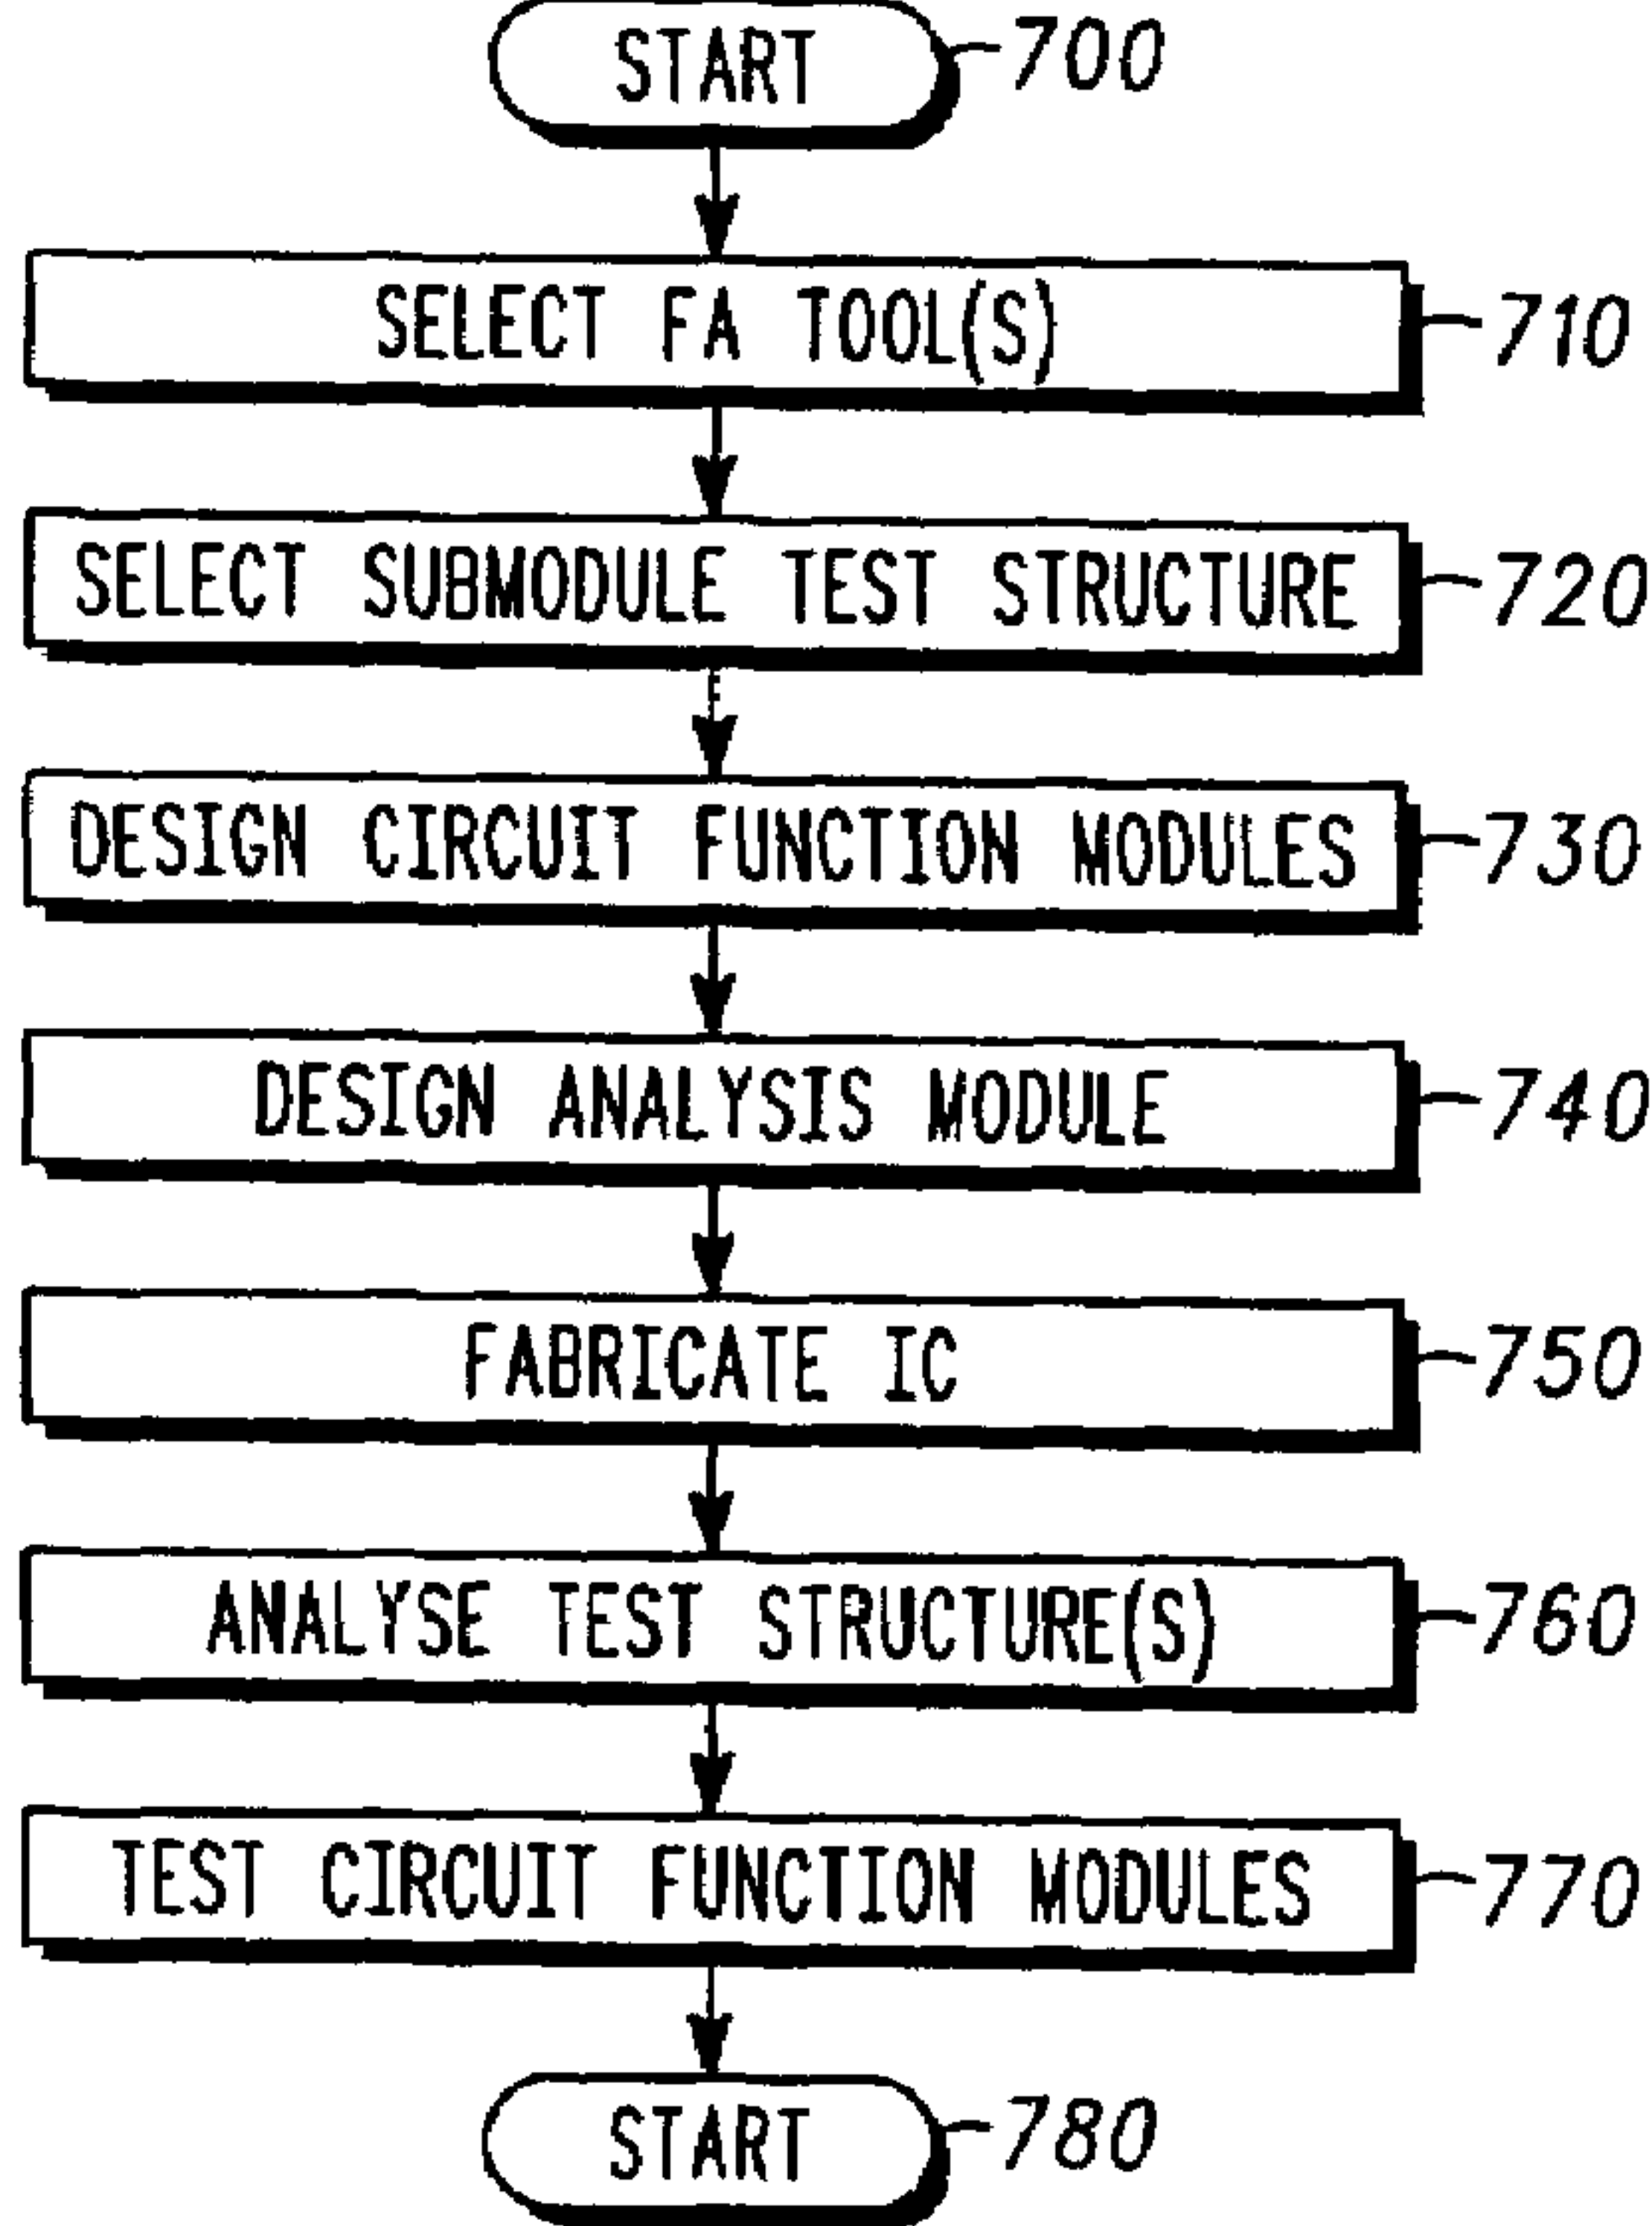 START 700
SELECT FA TOOL(S) 710
SELECT SUBMODULE TEST STRUCTURE 720
DESIGN CIRCUIT FUNCTION MODULES 730
DESIGN ANALYSIS MODULE 740
FABRICATE IC 750
ANALYSE TEST STRUCTURE(S) 760
TEST CIRCUIT FUNCTION MODULES 770
START 780